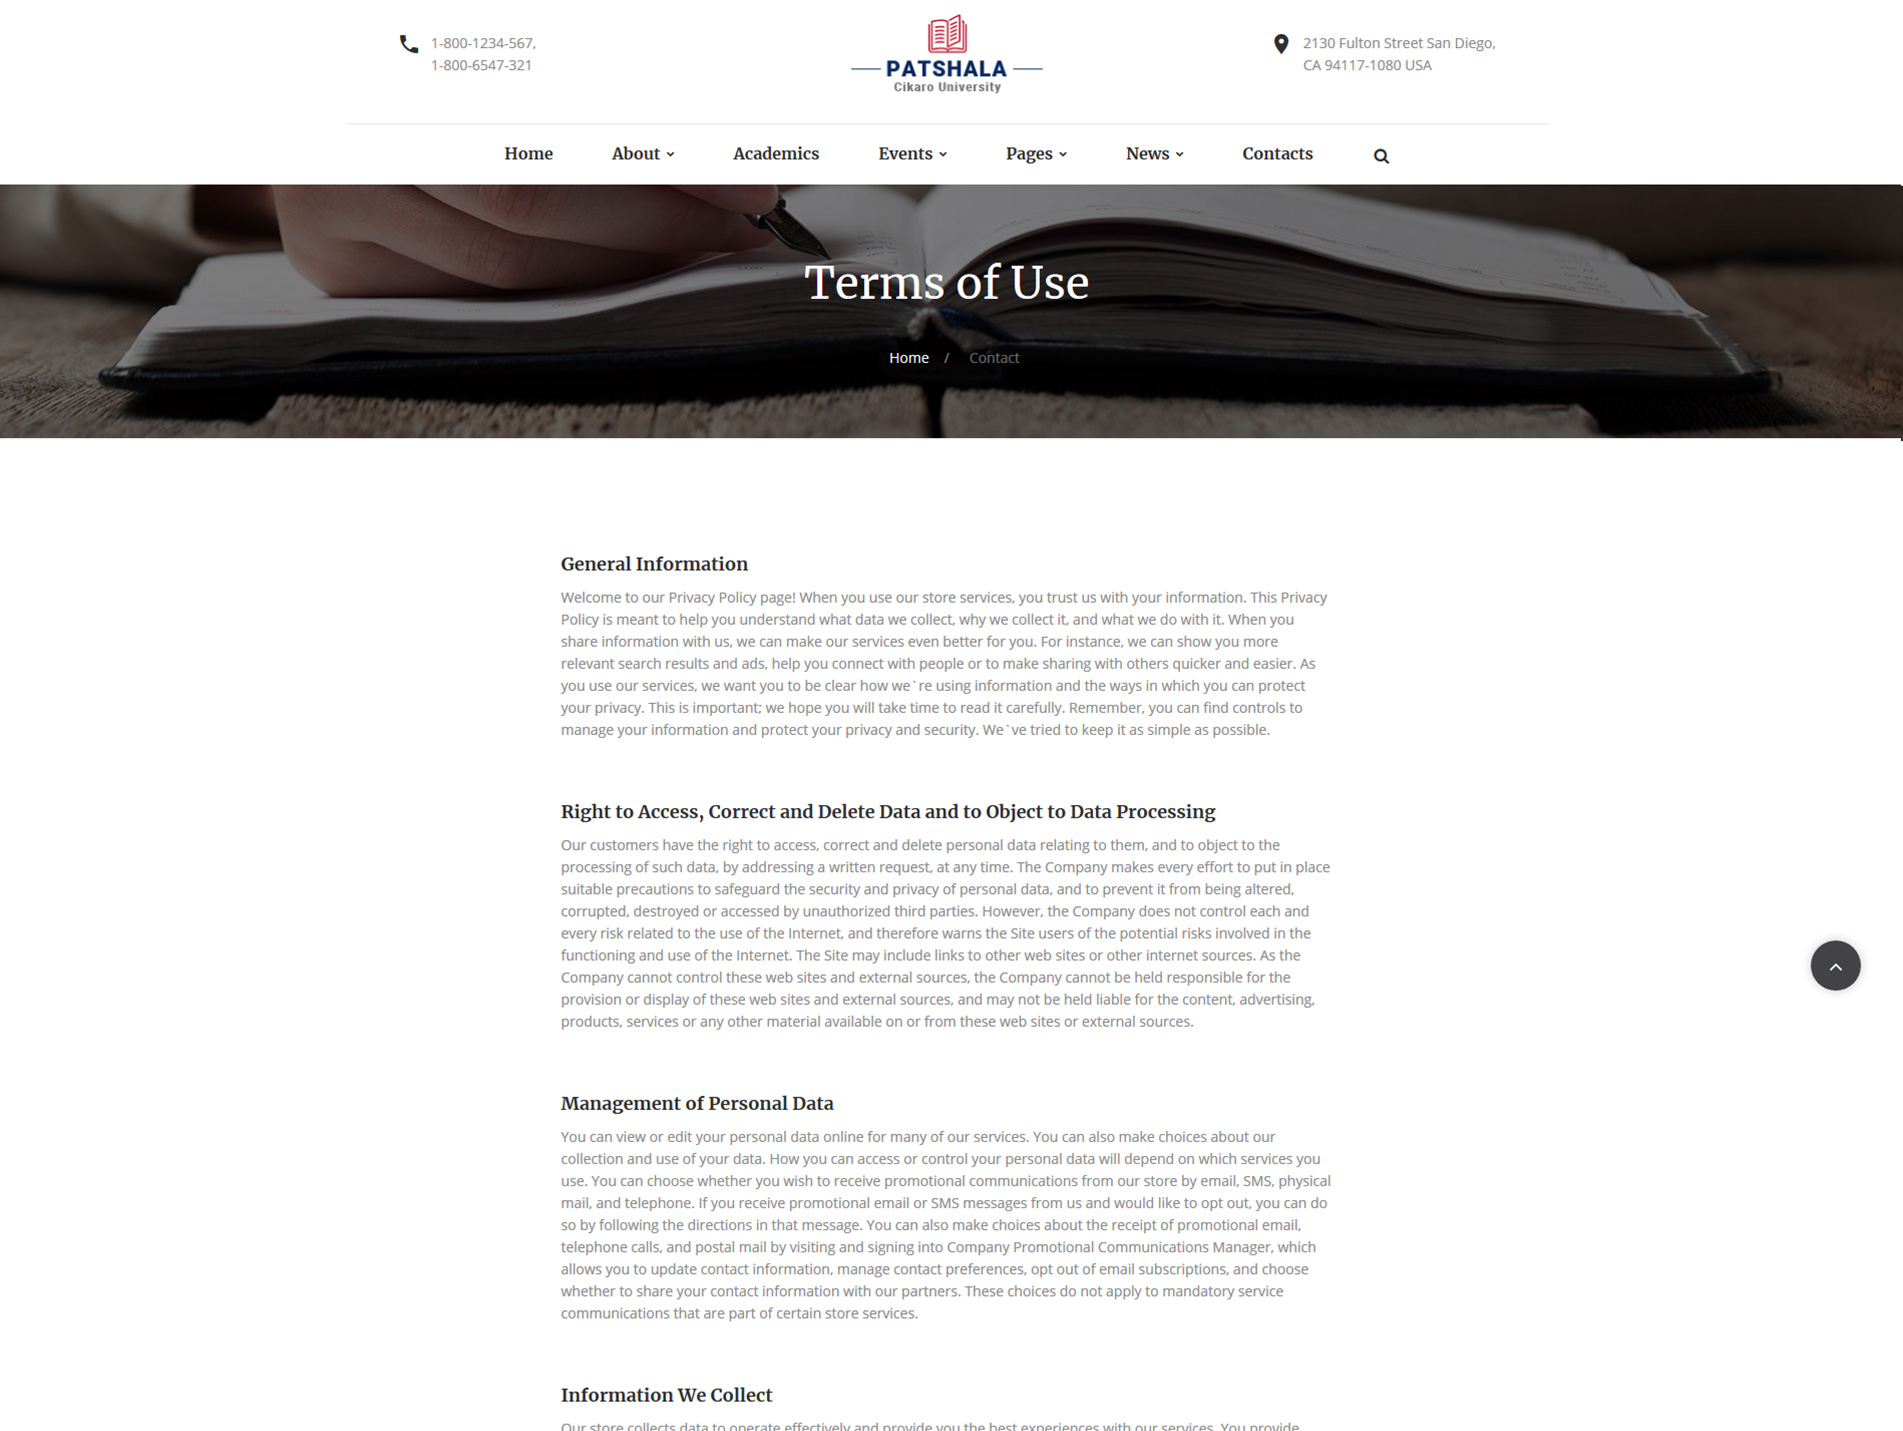 1-800-1234-567,
1-800-6547-321
PATSHALA
Cikaro University
2130 Fulton Street San Diego,
CA 94117-1080 USA
Home About Academics Events Pages News Contacts
Terms of Use
Home / Contact
General Information
Welcome to our Privacy Policy page! When you use our store services, you trust us with your information. This Privacy
Policy is meant to help you understand what data we collect, why we collect it, and what we do with it. When you
share information with us, we can make our services even better for you. For instance, we can show you more
relevant search results and ads, help you connect with people or to make sharing with others quicker and easier. As
you use our services, we want you to be clear how we`re using information and the ways in which you can protect
your privacy. This is important; we hope you will take time to read it carefully. Remember, you can find controls to
manage your information and protect your privacy and security. We`ve tried to keep it as simple as possible.
Right to Access, Correct and Delete Data and to Object to Data Processing
Our customers have the right to access, correct and delete personal data relating to them, and to object to the
processing of such data, by addressing a written request, at any time. The Company makes every effort to put in place
suitable precautions to safeguard the security and privacy of personal data, and to prevent it from being altered,
corrupted, destroyed or accessed by unauthorized third parties. However, the Company does not control each and
every risk related to the use of the Internet, and therefore warns the Site users of the potential risks involved in the
functioning and use of the Internet. The Site may include links to other web sites or other internet sources. As the
Company cannot control these web sites and external sources, the Company cannot be held responsible for the
provision or display of these web sites and external sources, and may not be held liable for the content, advertising,
products, services or any other material available on or from these web sites or external sources.
Management of Personal Data
You can view or edit your personal data online for many of our services. You can also make choices about our
collection and use of your data. How you can access or control your personal data will depend on which services you
use. You can choose whether you wish to receive promotional communications from our store by email, SMS, physical
mail, and telephone. If you receive promotional email or SMS messages from us and would like to opt out, you can do
so by following the directions in that message. You can also make choices about the receipt of promotional email,
telephone calls, and postal mail by visiting and signing into Company Promotional Communications Manager, which
allows you to update contact information, manage contact preferences, opt out of email subscriptions, and choose
whether to share your contact information with our partners. These choices do not apply to mandatory service
communications that are part of certain store services.
Information We Collect
Our store collects data to operate effectively and provide you the best experiences with our services. You provide